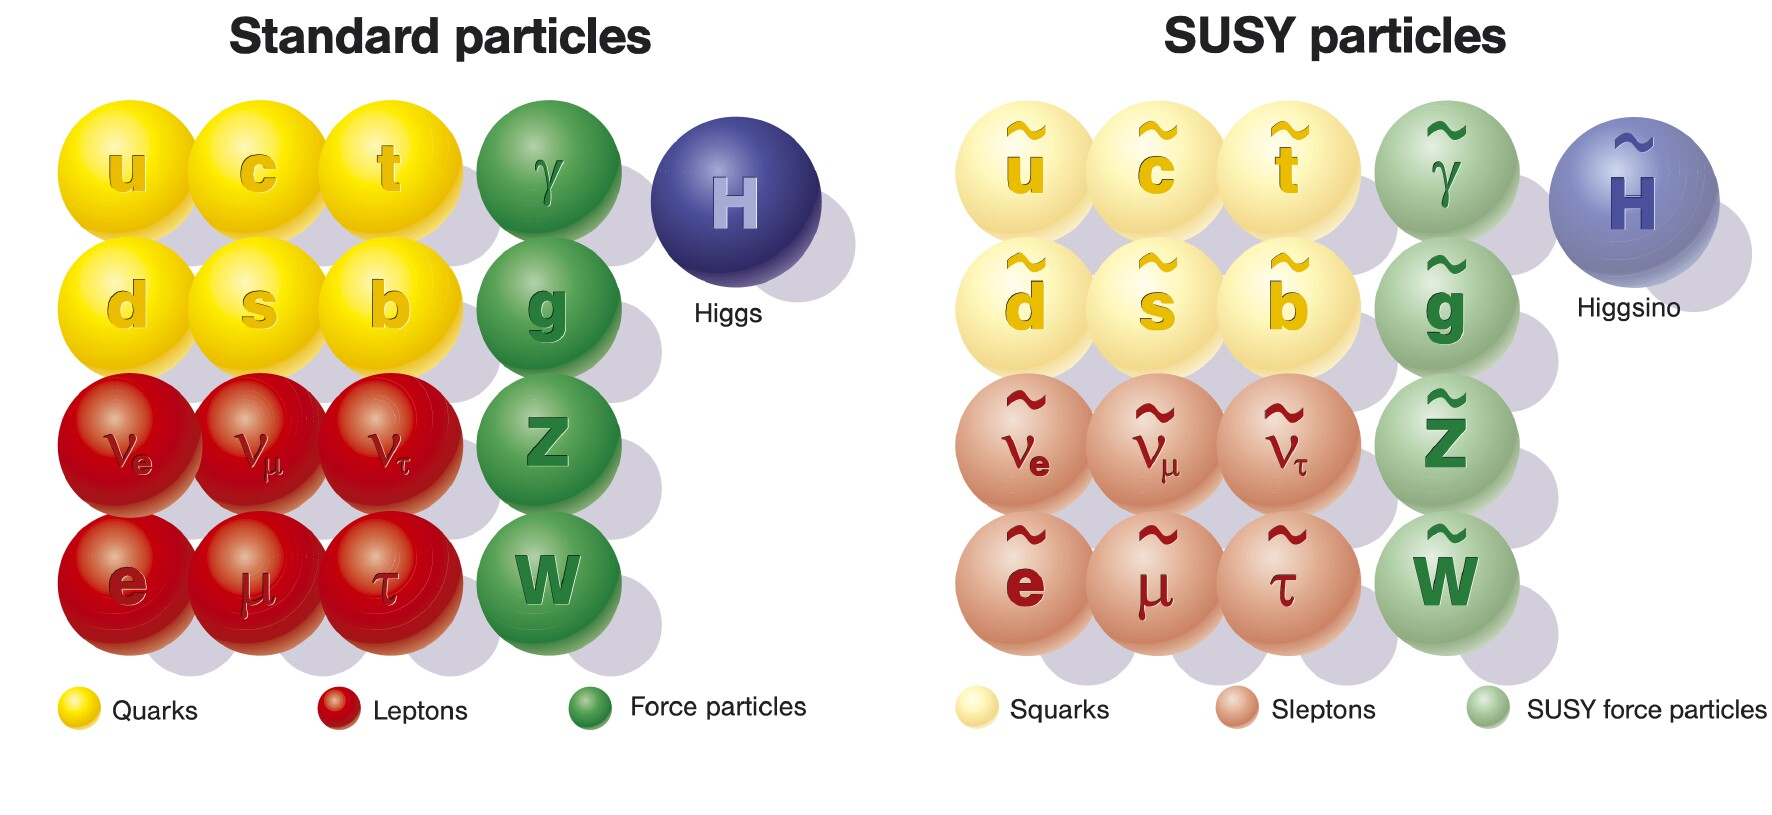 Standard particles
u c t γ H
Higgs
d s b g
νe νμ ντ Z
e μ τ W
Quarks Leptons Force particles
SUSY particles
ũ c̃ t̃ γ̃ H̃
Higgsino
d̃ s̃ b̃ g̃
ν̃e ν̃μ ν̃τ Z̃
ẽ μ̃ τ̃ W̃
Squarks Sleptons SUSY force particles